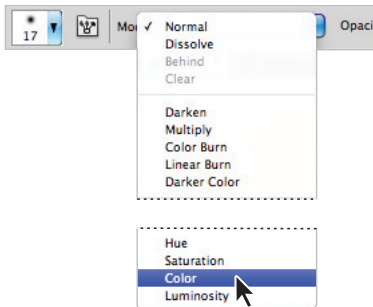 17 Mo ✓ Normal Opaci
Dissolve
Behind
Clear
Darken
Multiply
Color Burn
Linear Burn
Darker Color
Hue
Saturation
Color
Luminosity